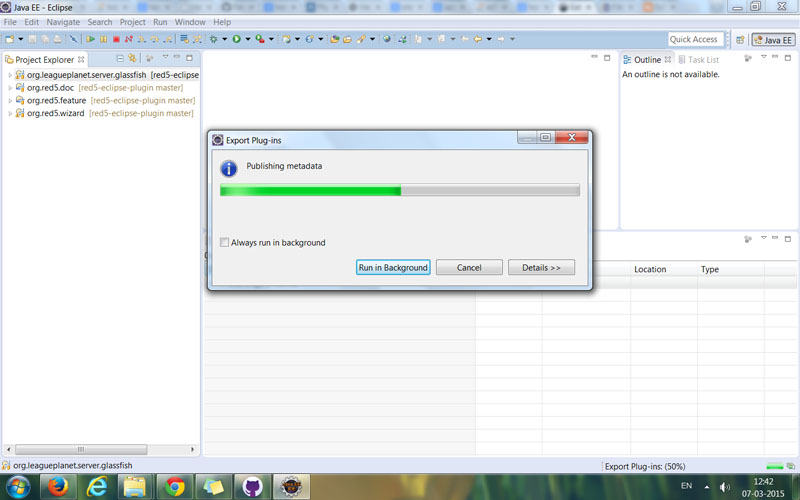 Java EE - Eclipse
File Edit Navigate Search Project Run Window Help
Quick Access
Java EE
Project Explorer
org.leagueplanet.server.glassfish [red5-eclipse
org.red5.doc [red5-eclipse-plugin master]
org.red5.feature [red5-eclipse-plugin master]
org.red5.wizard [red5-eclipse-plugin master]
Outline Task List
An outline is not available.
Export Plug-ins
Publishing metadata
Always run in background
Run in Background Cancel Details >>
Location Type
org.leagueplanet.server.glassfish
Export Plug-ins: (50%)
EN
12:42
07-03-2015